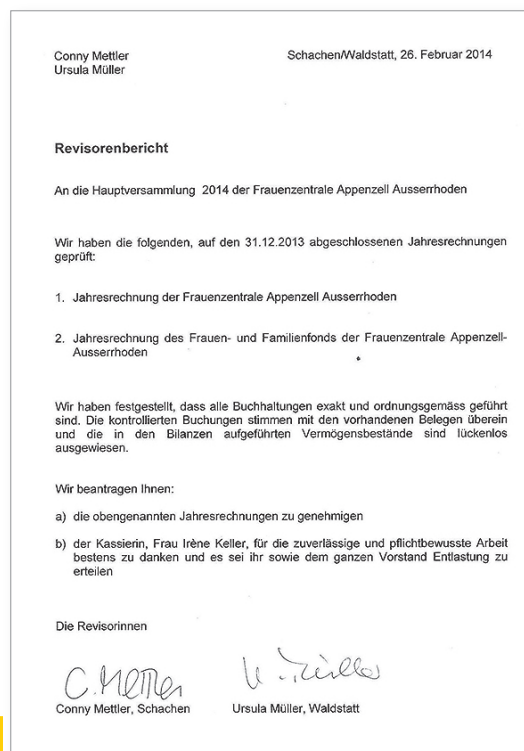 Conny Mettler
Ursula Müller
Schachen/Waldstatt, 26. Februar 2014
Revisorenbericht
An die Hauptversammlung 2014 der Frauenzentrale Appenzell Ausserrhoden
Wir haben die folgenden, auf den 31.12.2013 abgeschlossenen Jahresrechnungen
geprüft:
1. Jahresrechnung der Frauenzentrale Appenzell Ausserrhoden
2. Jahresrechnung des Frauen- und Familienfonds der Frauenzentrale Appenzell-
Ausserrhoden
Wir haben festgestellt, dass alle Buchhaltungen exakt und ordnungsgemäss geführt
sind. Die kontrollierten Buchungen stimmen mit den vorhandenen Belegen überein
und die in den Bilanzen aufgeführten Vermögensbestände sind lückenlos
ausgewiesen.
Wir beantragen Ihnen:
a) die obengenannten Jahresrechnungen zu genehmigen
b) der Kassierin, Frau Irène Keller, für die zuverlässige und pflichtbewusste Arbeit
bestens zu danken und es sei ihr sowie dem ganzen Vorstand Entlastung zu
erteilen
Die Revisorinnen
C. Mettler
U. Müller
Conny Mettler, Schachen
Ursula Müller, Waldstatt